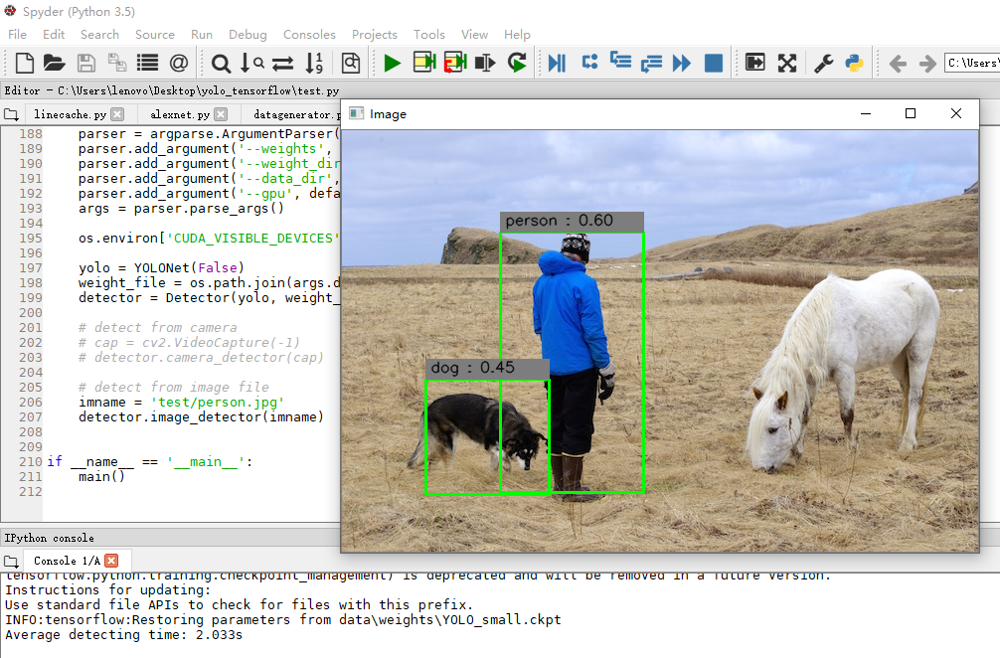 Spyder (Python 3.5)
File Edit Search Source Run Debug Consoles Projects Tools View Help
C:\Users
Editor - C:\Users\lenovo\Desktop\yolo_tensorflow\test.py
linecache.py alexnet.py datagenerator.p
Image
188 parser = argparse.ArgumentParser(
189 parser.add_argument('--weights',
190 parser.add_argument('--weight_dir
191 parser.add_argument('--data_dir',
192 parser.add_argument('--gpu', defa
193 args = parser.parse_args()
194
195 os.environ['CUDA_VISIBLE_DEVICES'
196
197 yolo = YOLONet(False)
198 weight_file = os.path.join(args.d
199 detector = Detector(yolo, weight_
200
201 # detect from camera
202 # cap = cv2.VideoCapture(-1)
203 # detector.camera_detector(cap)
204
205 # detect from image file
206 imname = 'test/person.jpg'
207 detector.image_detector(imname)
208
209
210 if __name__ == '__main__':
211 main()
212
person : 0.60
dog : 0.45
IPython console
Console 1/A
tensorflow.python.training.checkpoint_management) is deprecated and will be removed in a future version.
Instructions for updating:
Use standard file APIs to check for files with this prefix.
INFO:tensorflow:Restoring parameters from data\weights\YOLO_small.ckpt
Average detecting time: 2.033s